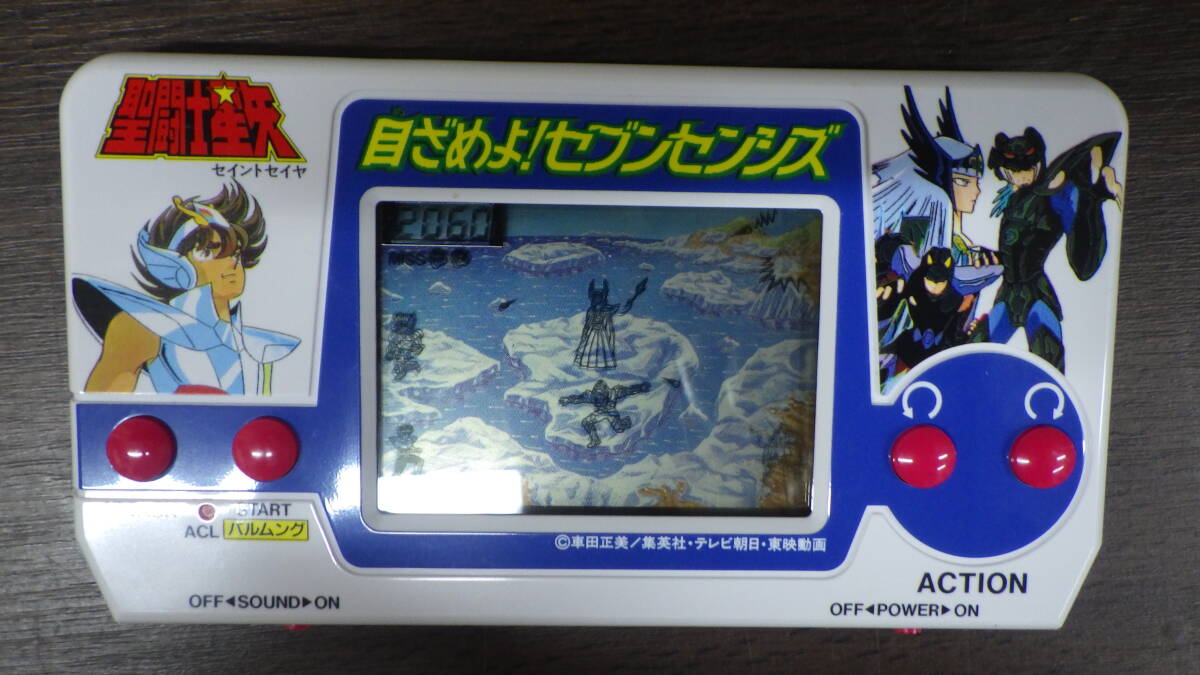 聖闘士星矢
セイントセイヤ
目ざめよ!セブンセンシズ
2060
MISS
START
ACL バルムング
©車田正美/集英社・テレビ朝日・東映動画
OFF◀SOUND▶ON
ACTION
OFF◀POWER▶ON